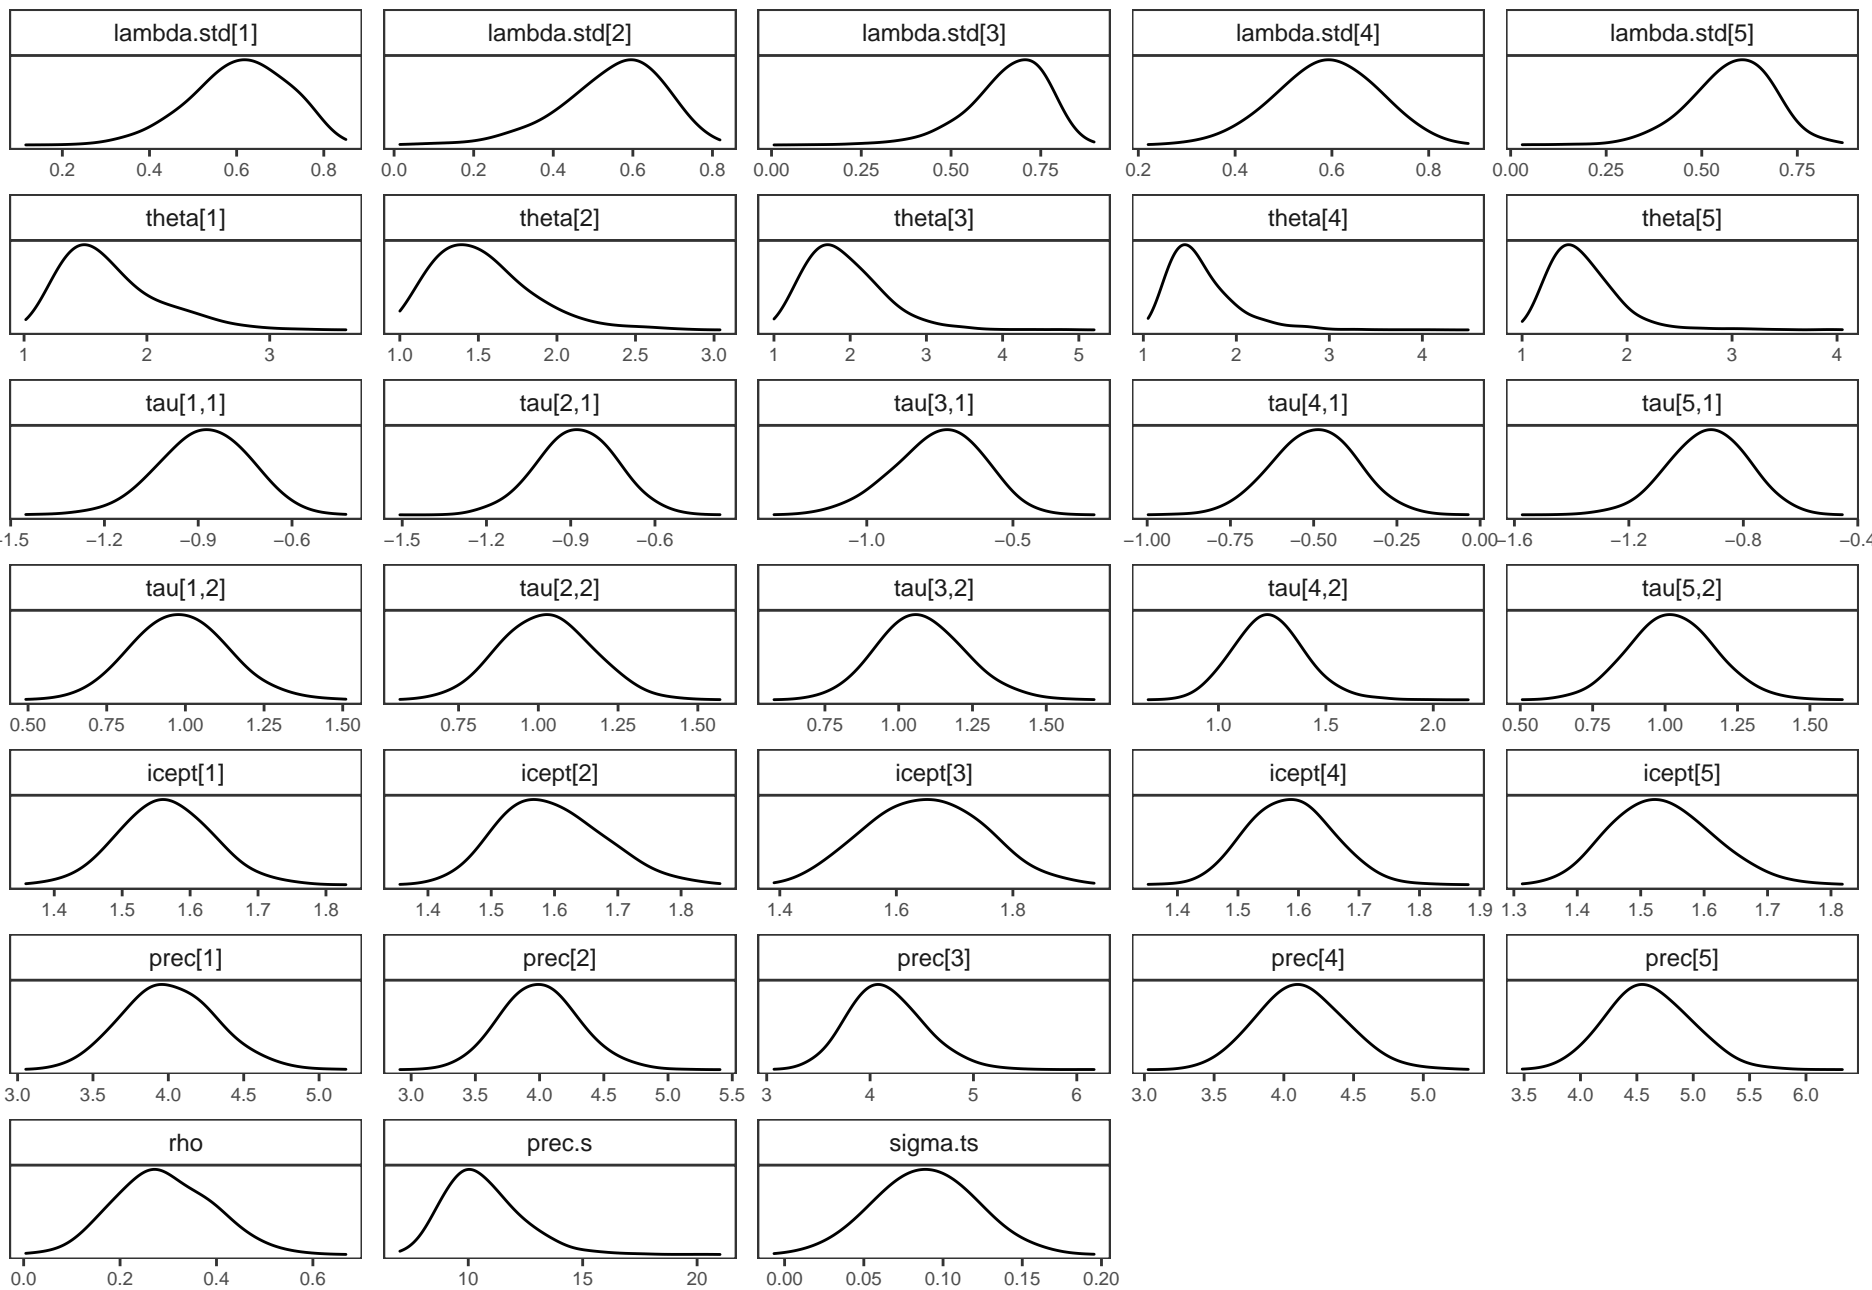 lambda.std[1] lambda.std[2] lambda.std[3] lambda.std[4] lambda.std[5]
0.2 0.4 0.6 0.8 0.0 0.2 0.4 0.6 0.8 0.00 0.25 0.50 0.75 0.2 0.4 0.6 0.8 0.00 0.25 0.50 0.75
theta[1] theta[2] theta[3] theta[4] theta[5]
1 2 3 1.0 1.5 2.0 2.5 3.0 1 2 3 4 5 1 2 3 4 1 2 3 4
tau[1,1] tau[2,1] tau[3,1] tau[4,1] tau[5,1]
−1.5 −1.2 −0.9 −0.6 −1.5 −1.2 −0.9 −0.6 −1.0 −0.5 −1.00 −0.75 −0.50 −0.25 0.00 −1.6 −1.2 −0.8 −0.4
tau[1,2] tau[2,2] tau[3,2] tau[4,2] tau[5,2]
0.50 0.75 1.00 1.25 1.50 0.75 1.00 1.25 1.50 0.75 1.00 1.25 1.50 1.0 1.5 2.0 0.50 0.75 1.00 1.25 1.50
icept[1] icept[2] icept[3] icept[4] icept[5]
1.4 1.5 1.6 1.7 1.8 1.4 1.5 1.6 1.7 1.8 1.4 1.6 1.8 1.4 1.5 1.6 1.7 1.8 1.9 1.3 1.4 1.5 1.6 1.7 1.8
prec[1] prec[2] prec[3] prec[4] prec[5]
3.0 3.5 4.0 4.5 5.0 3.0 3.5 4.0 4.5 5.0 5.5 3 4 5 6 3.0 3.5 4.0 4.5 5.0 3.5 4.0 4.5 5.0 5.5 6.0
rho prec.s sigma.ts
0.0 0.2 0.4 0.6 10 15 20 0.00 0.05 0.10 0.15 0.20